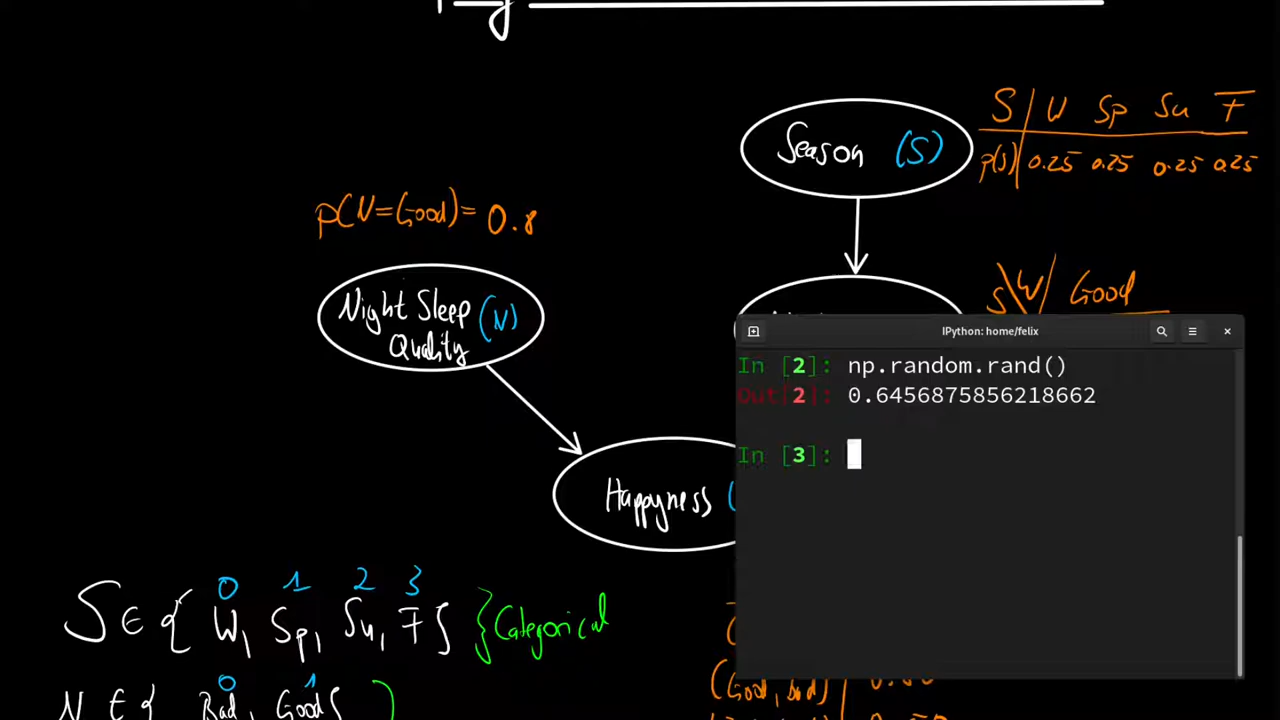 S | W Sp Su F
p(S) | 0.25 0.25 0.25 0.25
Season (S)
p(N=Good)= 0.8
Night Sleep (N)
Quality
S\W | Good
IPython: home/felix
In [2]: np.random.rand()
Out[2]: 0.6456875856218662
In [3]:
Happyness (
0 1 2 3
S ∈ { W, Sp, Su, F } } Categorical
0 1
N ∈ { Bad, Good }
(Good, bad) |